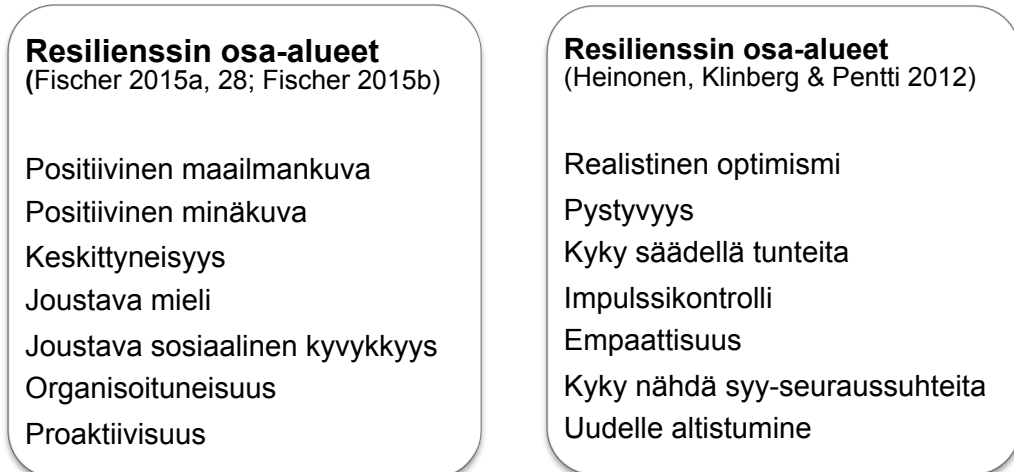 Resilienssin osa-alueet
(Fischer 2015a, 28; Fischer 2015b)
Positiivinen maailmankuva
Positiivinen minäkuva
Keskittyneisyys
Joustava mieli
Joustava sosiaalinen kyvykkyys
Organisoituneisuus
Proaktiivisuus
Resilienssin osa-alueet
(Heinonen, Klinberg & Pentti 2012)
Realistinen optimismi
Pystyvyys
Kyky säädellä tunteita
Impulssikontrolli
Empaattisuus
Kyky nähdä syy-seuraussuhteita
Uudelle altistumine